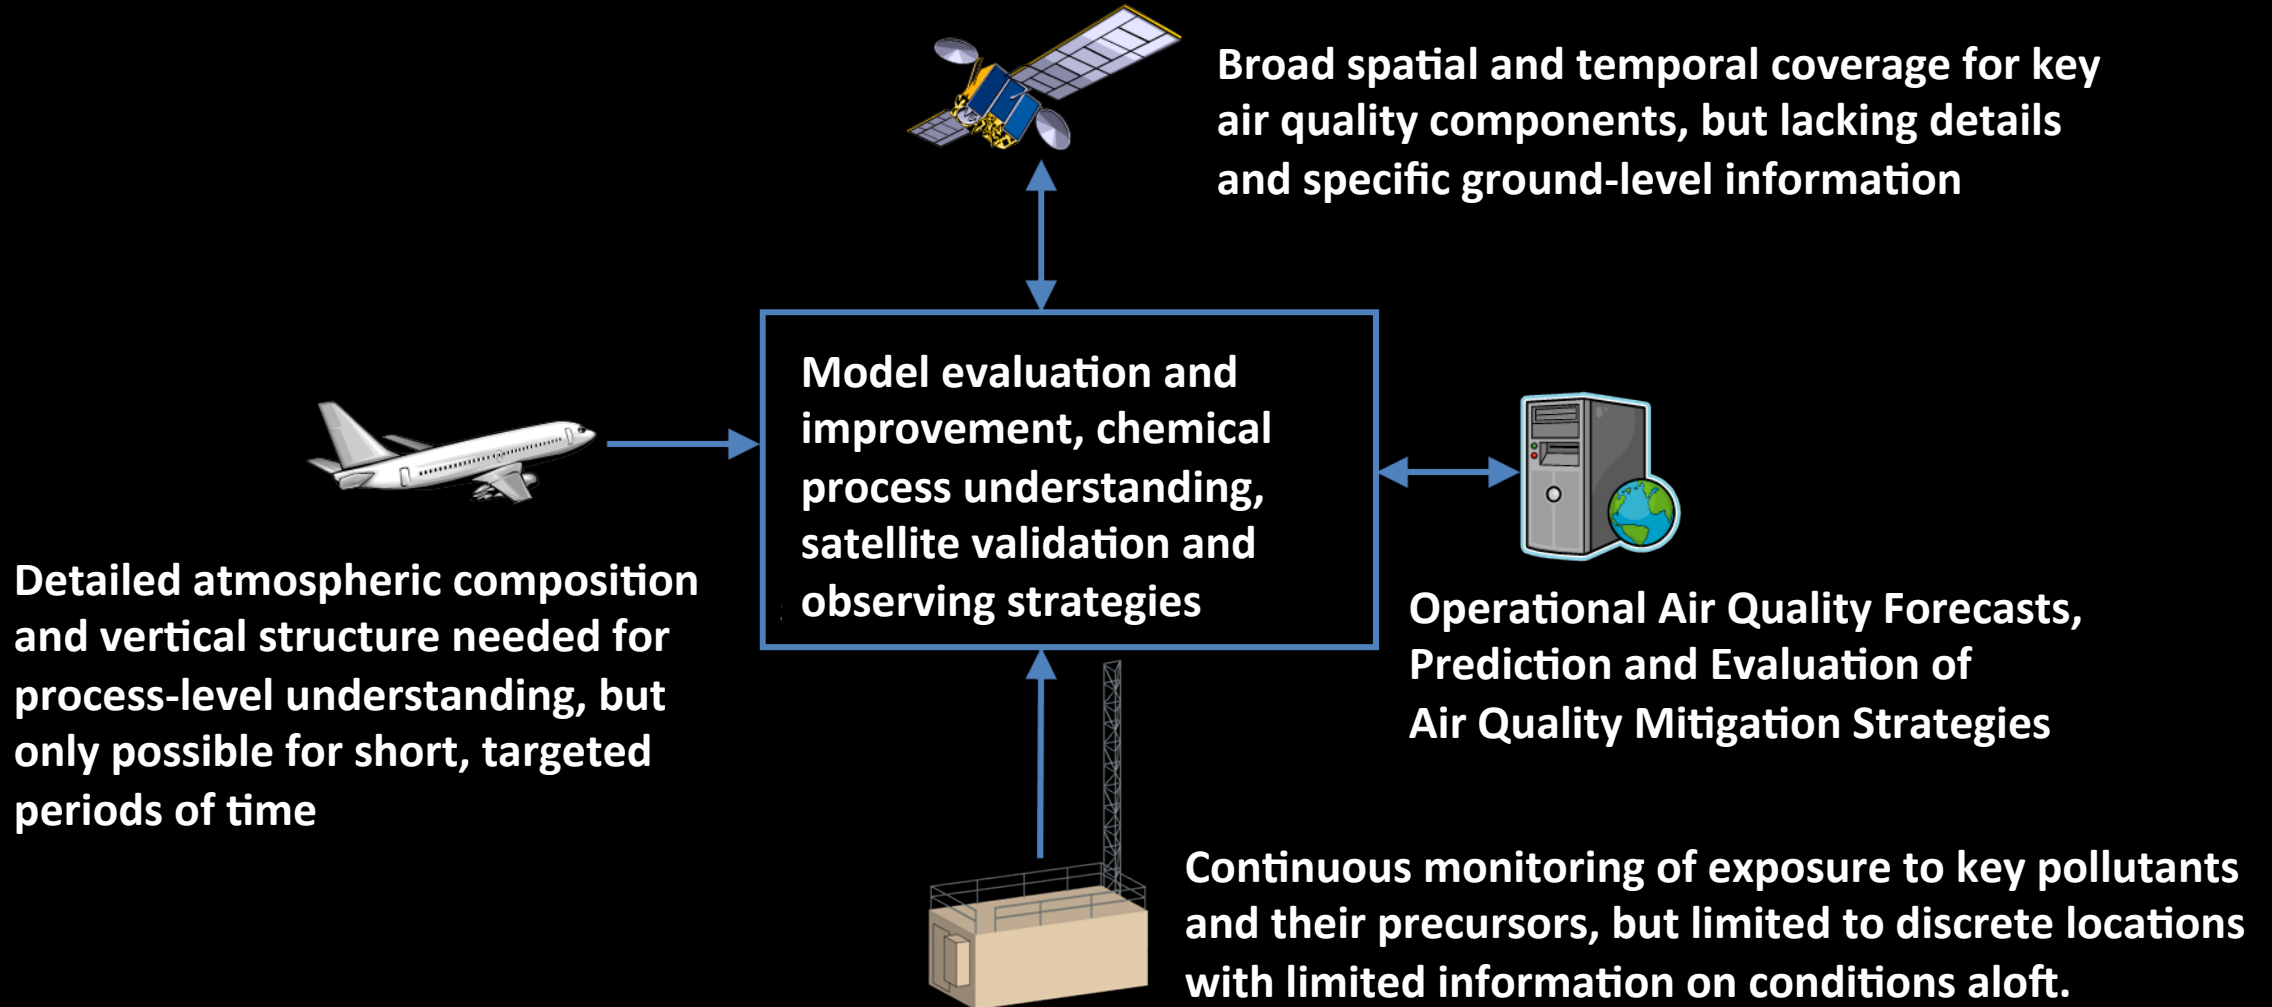 Broad spatial and temporal coverage for key
air quality components, but lacking details
and specific ground-level information
Model evaluation and
improvement, chemical
process understanding,
satellite validation and
observing strategies
Detailed atmospheric composition
and vertical structure needed for
process-level understanding, but
only possible for short, targeted
periods of time
Operational Air Quality Forecasts,
Prediction and Evaluation of
Air Quality Mitigation Strategies
Continuous monitoring of exposure to key pollutants
and their precursors, but limited to discrete locations
with limited information on conditions aloft.